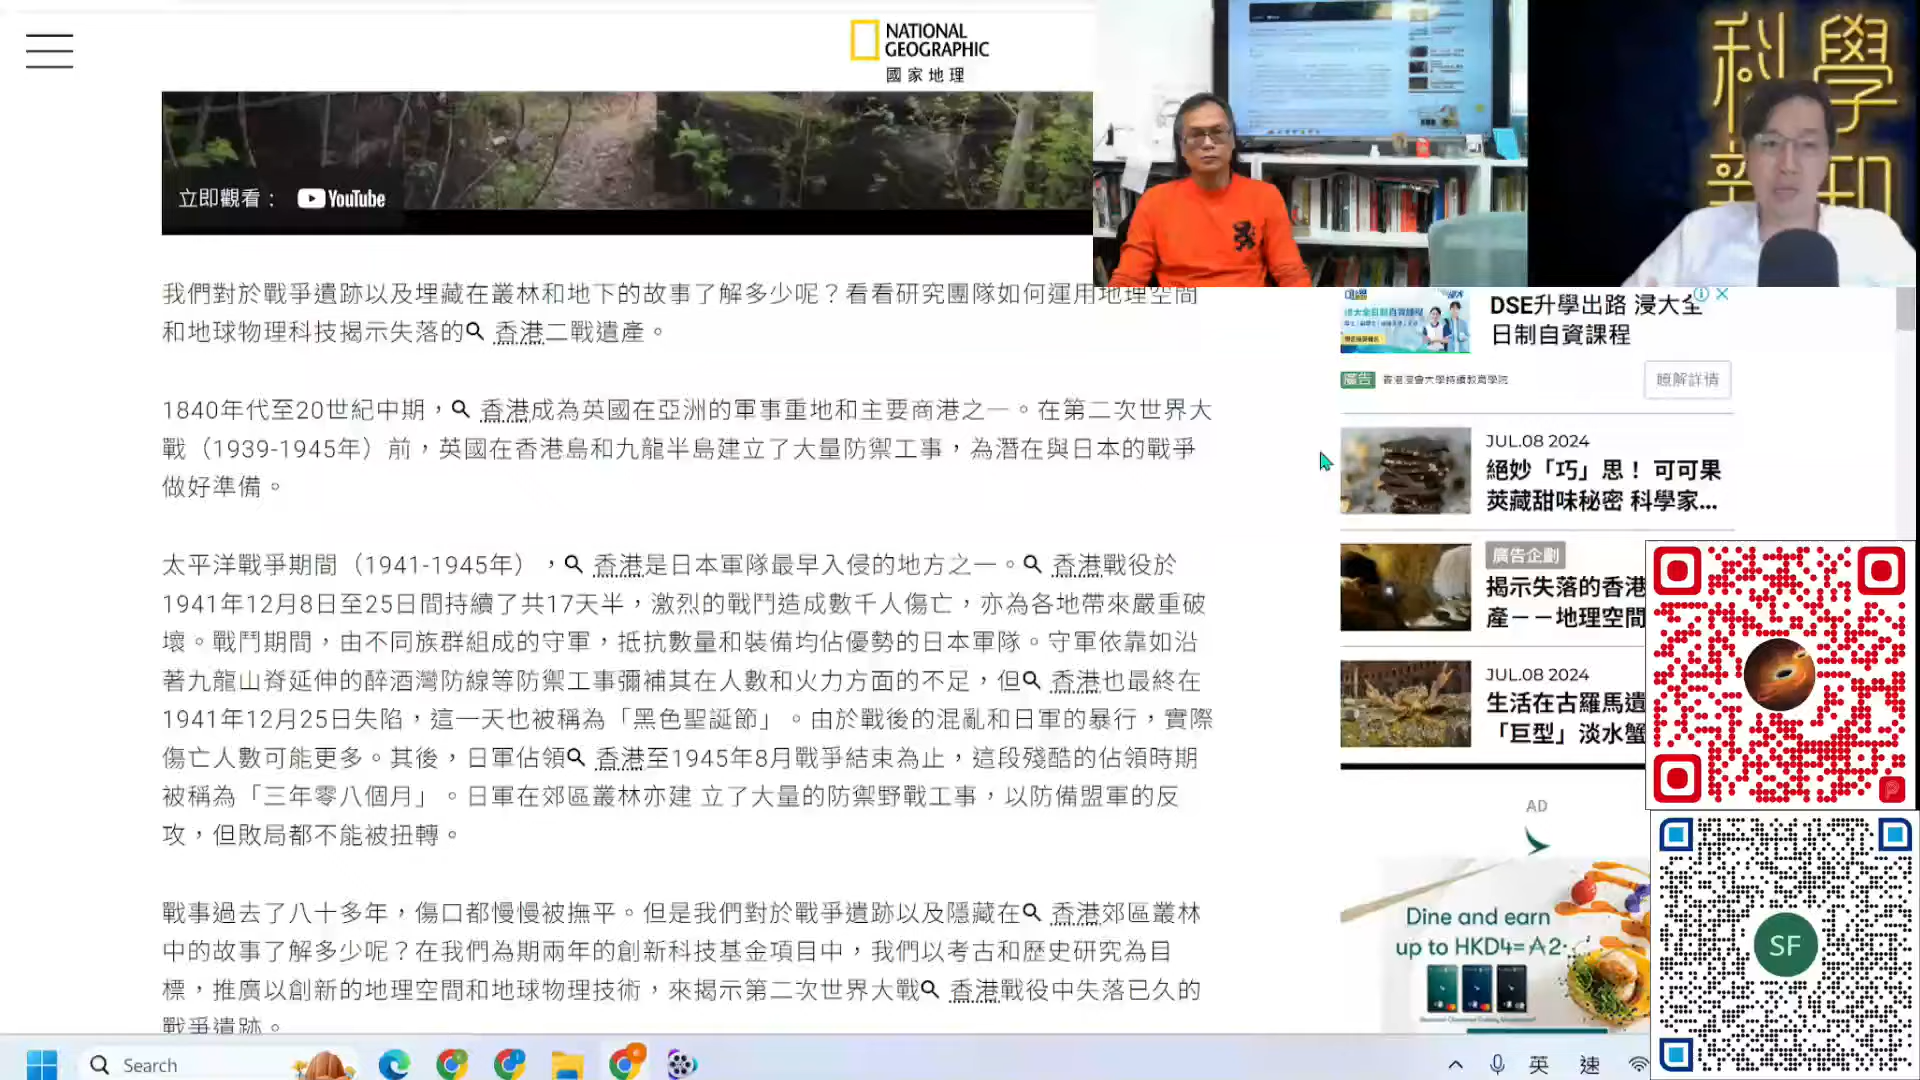 NATIONAL
GEOGRAPHIC
國家地理
立即觀看：
YouTube
我們對於戰爭遺跡以及埋藏在叢林和地下的故事了解多少呢？看看研究團隊如何運用地理空間
和地球物理科技揭示失落的 香港二戰遺產。
1840年代至20世紀中期， 香港成為英國在亞洲的軍事重地和主要商港之一。在第二次世界大
戰（1939-1945年）前，英國在香港島和九龍半島建立了大量防禦工事，為潛在與日本的戰爭
做好準備。
太平洋戰爭期間（1941-1945年）， 香港是日本軍隊最早入侵的地方之一。 香港戰役於
1941年12月8日至25日間持續了共17天半，激烈的戰鬥造成數千人傷亡，亦為各地帶來嚴重破
壞。戰鬥期間，由不同族群組成的守軍，抵抗數量和裝備均佔優勢的日本軍隊。守軍依靠如沿
著九龍山脊延伸的醉酒灣防線等防禦工事彌補其在人數和火力方面的不足，但 香港也最終在
1941年12月25日失陷，這一天也被稱為「黑色聖誕節」。由於戰後的混亂和日軍的暴行，實際
傷亡人數可能更多。其後，日軍佔領 香港至1945年8月戰爭結束為止，這段殘酷的佔領時期
被稱為「三年零八個月」。日軍在郊區叢林亦建 立了大量的防禦野戰工事，以防備盟軍的反
攻，但敗局都不能被扭轉。
戰事過去了八十多年，傷口都慢慢被撫平。但是我們對於戰爭遺跡以及隱藏在 香港郊區叢林
中的故事了解多少呢？在我們為期兩年的創新科技基金項目中，我們以考古和歷史研究為目
標，推廣以創新的地理空間和地球物理技術，來揭示第二次世界大戰 香港戰役中失落已久的
戰爭遺跡。
科學
新知
DSE升學出路 浸大全
日制自資課程
廣告
香港浸會大學持續教育學院
瞭解詳情
JUL.08 2024
絕妙「巧」思！ 可可果
莢藏甜味秘密 科學家...
廣告企劃
揭示失落的香港
產－－地理空間
JUL.08 2024
生活在古羅馬遺
「巨型」淡水蟹
AD
Dine and earn
up to HKD4=
2
SF
Search
英
速